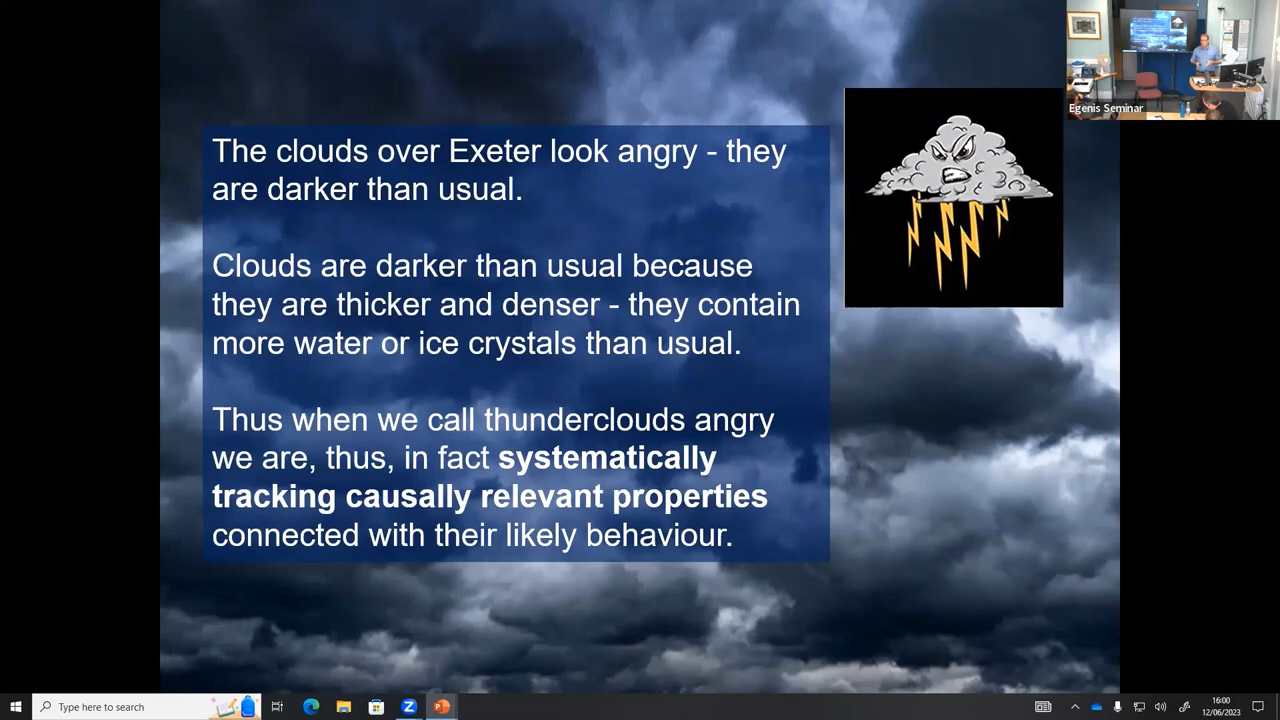 The clouds over Exeter look angry - they
are darker than usual.
Clouds are darker than usual because
they are thicker and denser - they contain
more water or ice crystals than usual.
Thus when we call thunderclouds angry
we are, thus, in fact systematically
tracking causally relevant properties
connected with their likely behaviour.
Egenis Seminar
Type here to search
16:00
12/06/2023